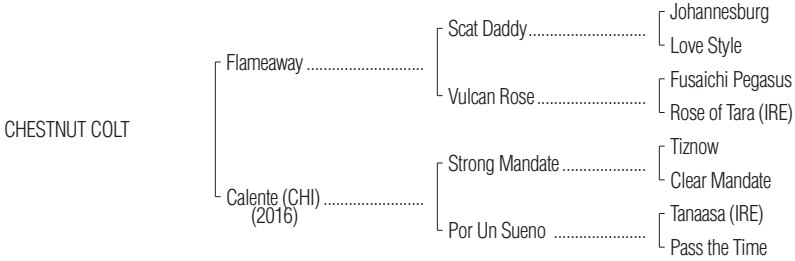 Johannesburg
Scat Daddy
Love Style
Flameaway
Fusaichi Pegasus
Vulcan Rose
Rose of Tara (IRE)
CHESTNUT COLT
Tiznow
Strong Mandate
Clear Mandate
Calente (CHI)
(2016)
Tanaasa (IRE)
Por Un Sueno
Pass the Time